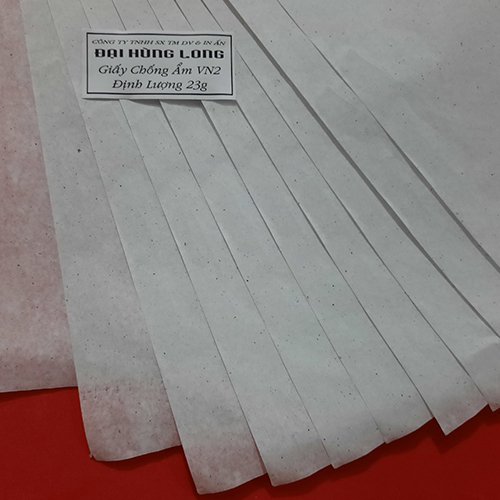 CÔNG TY TNHH SX TM DV & IN ẤN
ĐẠI HÙNG LONG
Giấy Chống Ẩm VN2
Định Lượng 23g